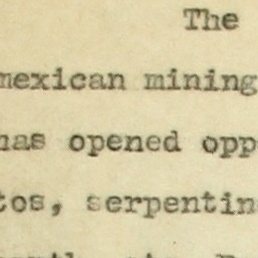 The
mexican mining
has opened opp
tos, serpentin